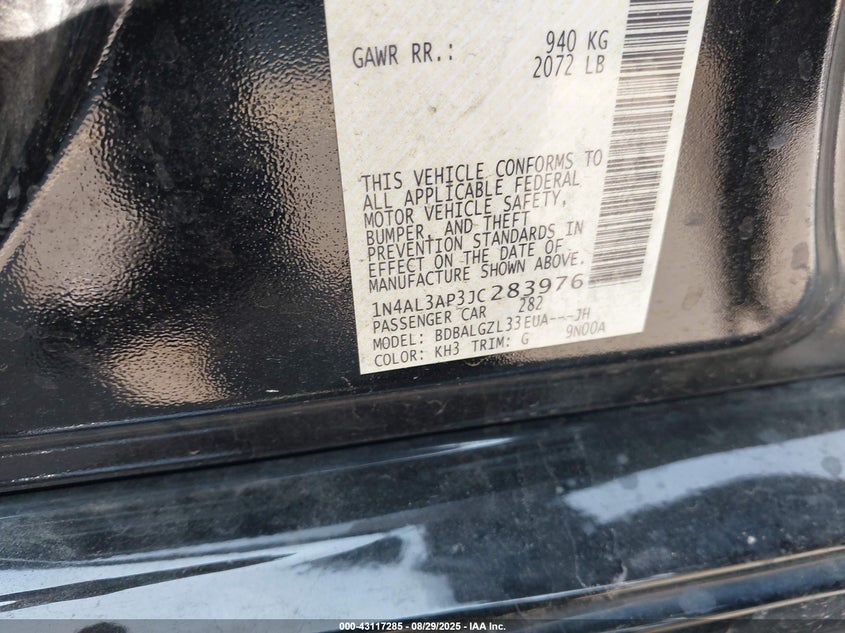 GAWR RR.: 940 KG
2072 LB
THIS VEHICLE CONFORMS TO
ALL APPLICABLE FEDERAL
MOTOR VEHICLE SAFETY,
BUMPER, AND THEFT
PREVENTION STANDARDS IN
EFFECT ON THE DATE OF
MANUFACTURE SHOWN ABOVE.
1N4AL3AP3JC283976
PASSENGER CAR 282
MODEL: BDBALGZL33EUA---JH
COLOR: KH3 TRIM: G 9N00A
000-43117285 - 08/29/2025 - IAA Inc.